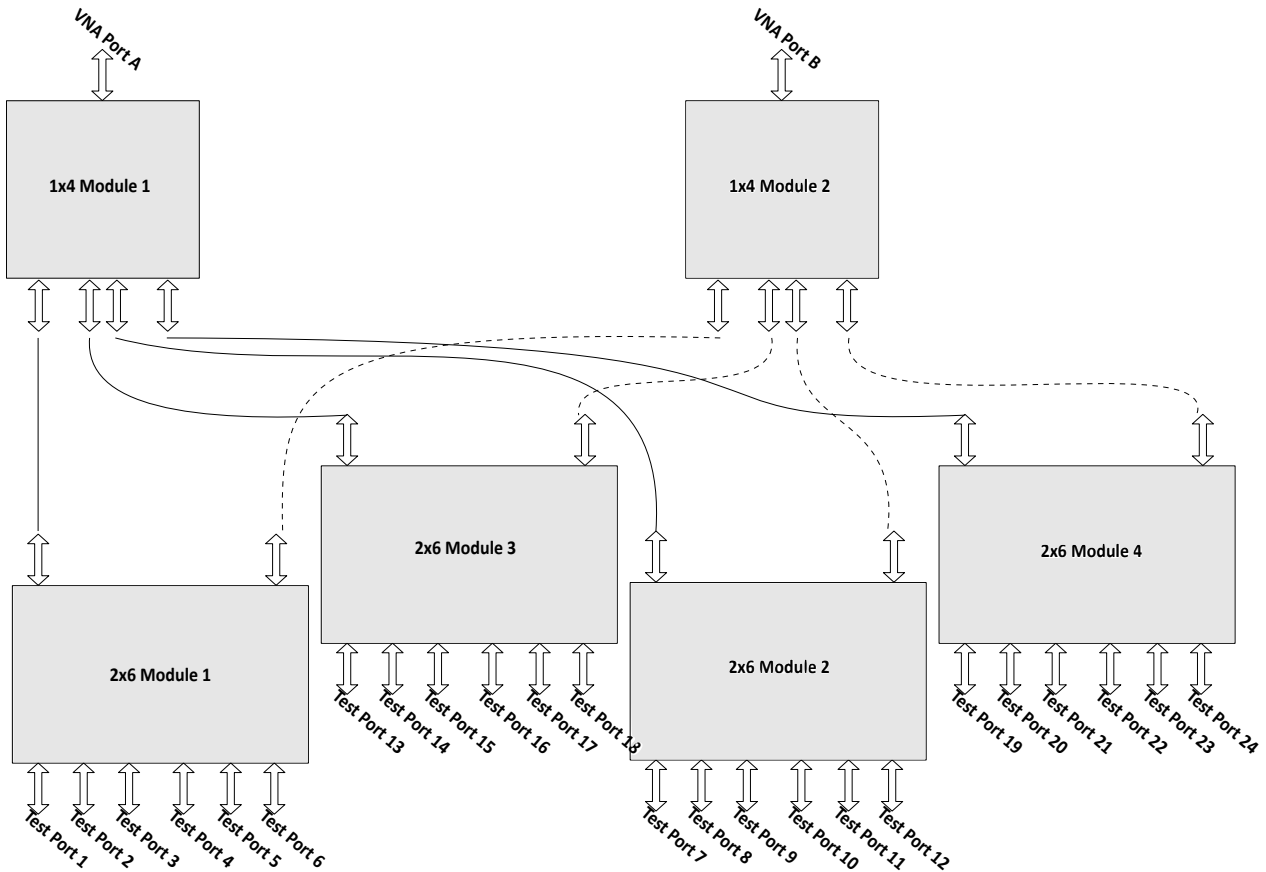 VNA Port A
VNA Port B
1x4 Module 1
1x4 Module 2
2x6 Module 3
2x6 Module 4
2x6 Module 1
2x6 Module 2
Test Port 13
Test Port 14
Test Port 15
Test Port 16
Test Port 17
Test Port 18
Test Port 19
Test Port 20
Test Port 21
Test Port 22
Test Port 23
Test Port 24
Test Port 1
Test Port 2
Test Port 3
Test Port 4
Test Port 5
Test Port 6
Test Port 7
Test Port 8
Test Port 9
Test Port 10
Test Port 11
Test Port 12